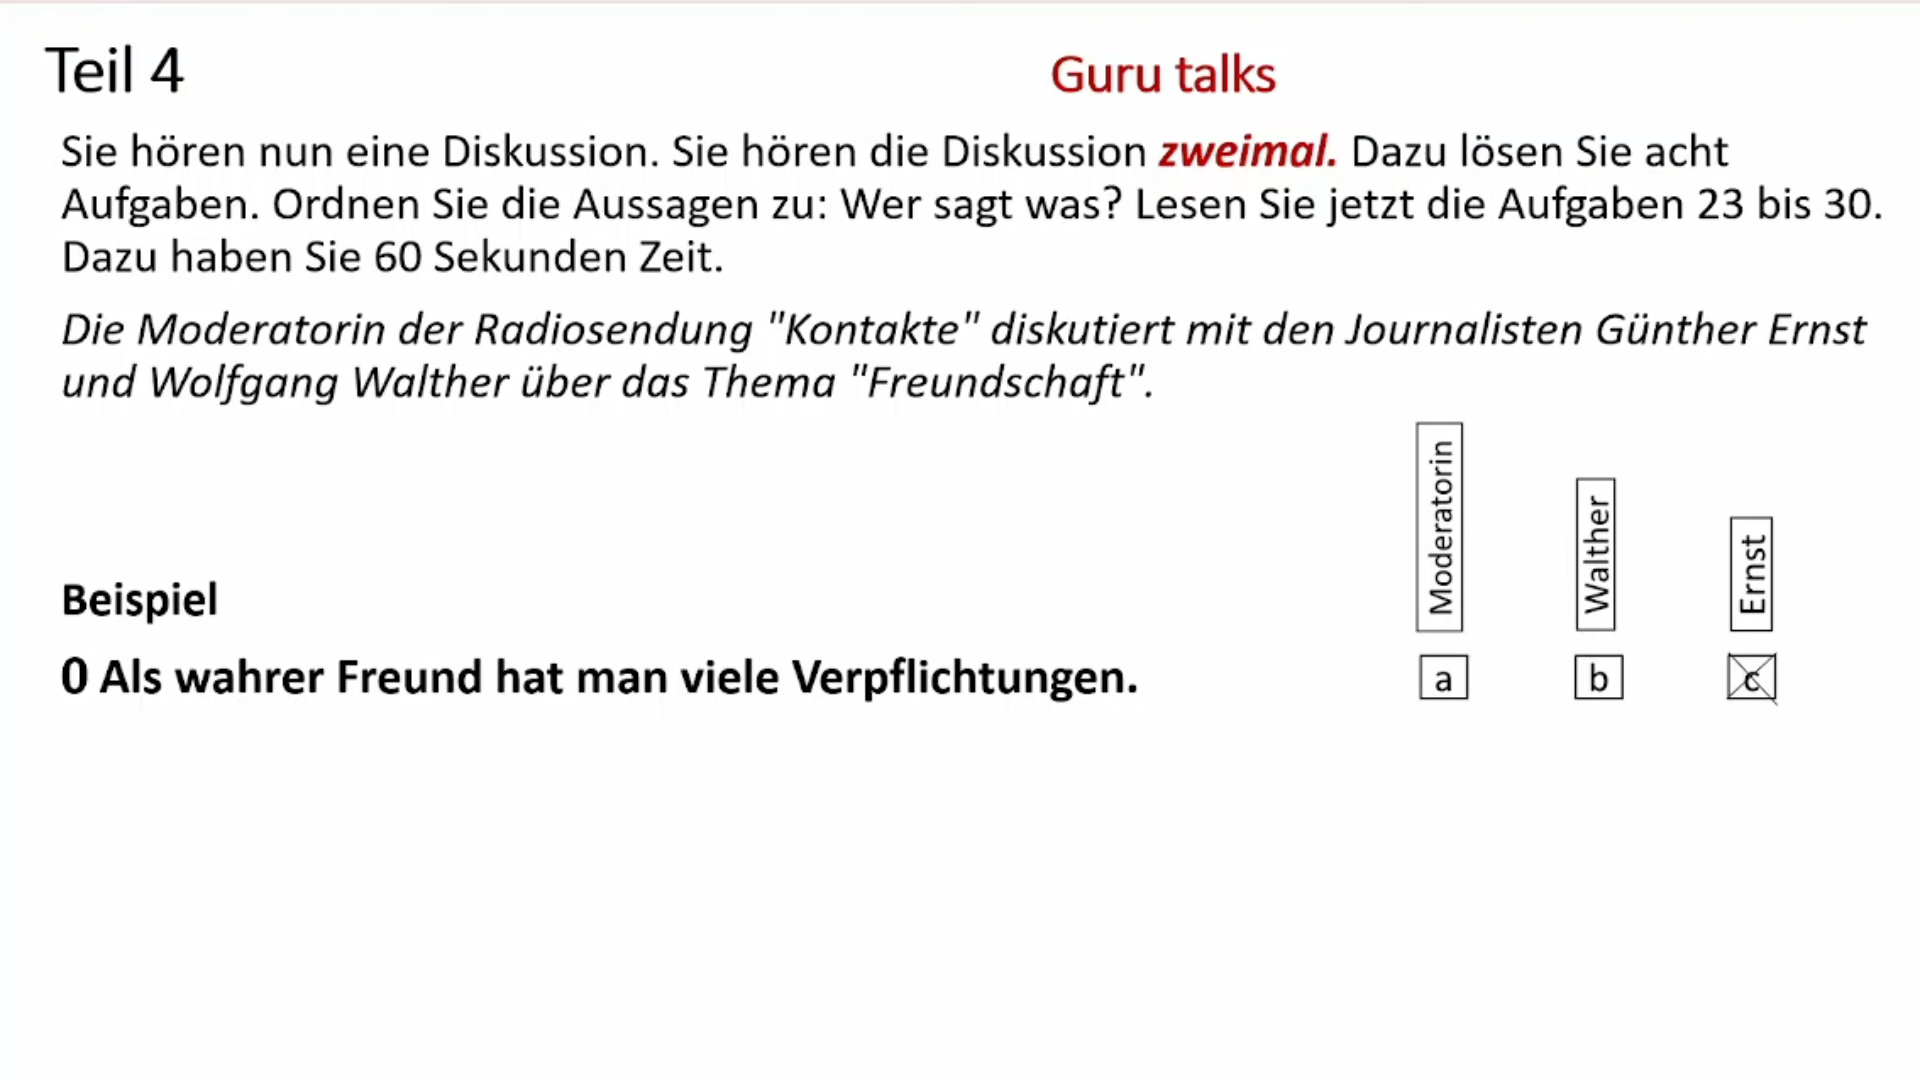 Teil 4
Guru talks
Sie hören nun eine Diskussion. Sie hören die Diskussion zweimal. Dazu lösen Sie acht
Aufgaben. Ordnen Sie die Aussagen zu: Wer sagt was? Lesen Sie jetzt die Aufgaben 23 bis 30.
Dazu haben Sie 60 Sekunden Zeit.
Die Moderatorin der Radiosendung "Kontakte" diskutiert mit den Journalisten Günther Ernst
und Wolfgang Walther über das Thema "Freundschaft".
Moderatorin
Walther
Ernst
Beispiel
0 Als wahrer Freund hat man viele Verpflichtungen.
a
b
c